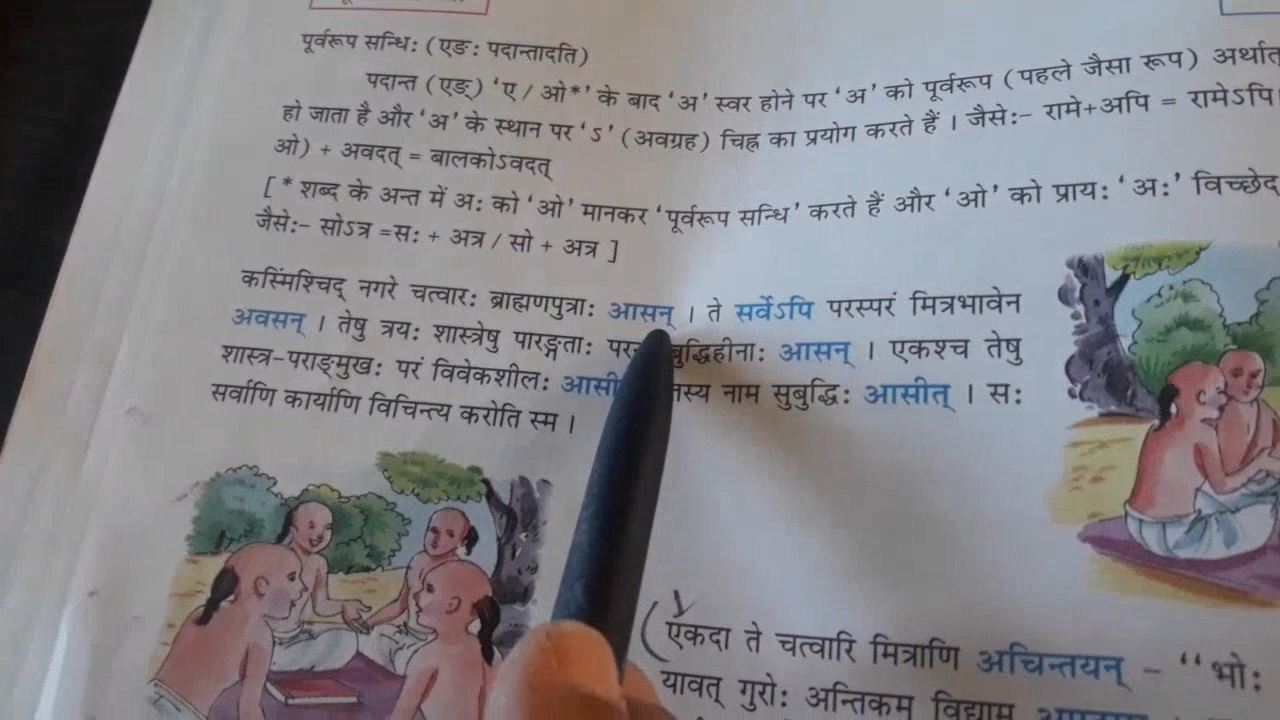 पूर्वरूप सन्धिः (एङः पदान्तादति)
पदान्त (एङ्) ‘ए / ओ*’ के बाद ‘अ’ स्वर होने पर ‘अ’ को पूर्वरूप (पहले जैसा रूप) अर्थात्
हो जाता है और ‘अ’ के स्थान पर ‘ऽ’ (अवग्रह) चिह्न का प्रयोग करते हैं । जैसेः- रामे+अपि = रामेऽपि
ओ) + अवदत् = बालकोऽवदत्
[ * शब्द के अन्त में अः को ‘ओ’ मानकर ‘पूर्वरूप सन्धि’ करते हैं और ‘ओ’ को प्रायः ‘अः’ विच्छेद
जैसेः- सोऽत्र =सः + अत्र / सो + अत्र ]
कस्मिंश्चिद् नगरे चत्वारः ब्राह्मणपुत्राः आसन् । ते सर्वेऽपि परस्परं मित्रभावेन
अवसन् । तेषु त्रयः शास्त्रेषु पारङ्गताः बुद्धिहीनाः आसन् । एकश्च तेषु
शास्त्र-पराङ्मुखः परं विवेकशीलः नाम सुबुद्धिः आसीत् । सः
सर्वाणि कार्याणि विचिन्त्य करोति स्म ।
(एकदा ते चत्वारि मित्राणि अचिन्तयन् - “भोः
यावत् गुरोः अन्तिकम् विद्याम्